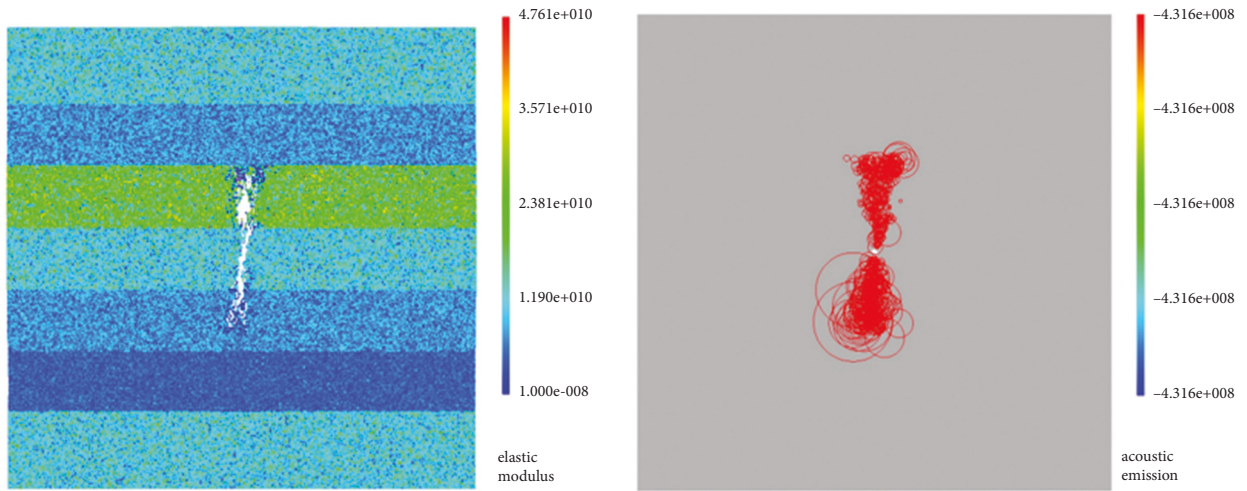 4.761e+010
3.571e+010
2.381e+010
1.190e+010
1.000e-008
elastic
modulus
–4.316e+008
–4.316e+008
–4.316e+008
–4.316e+008
–4.316e+008
acoustic
emission